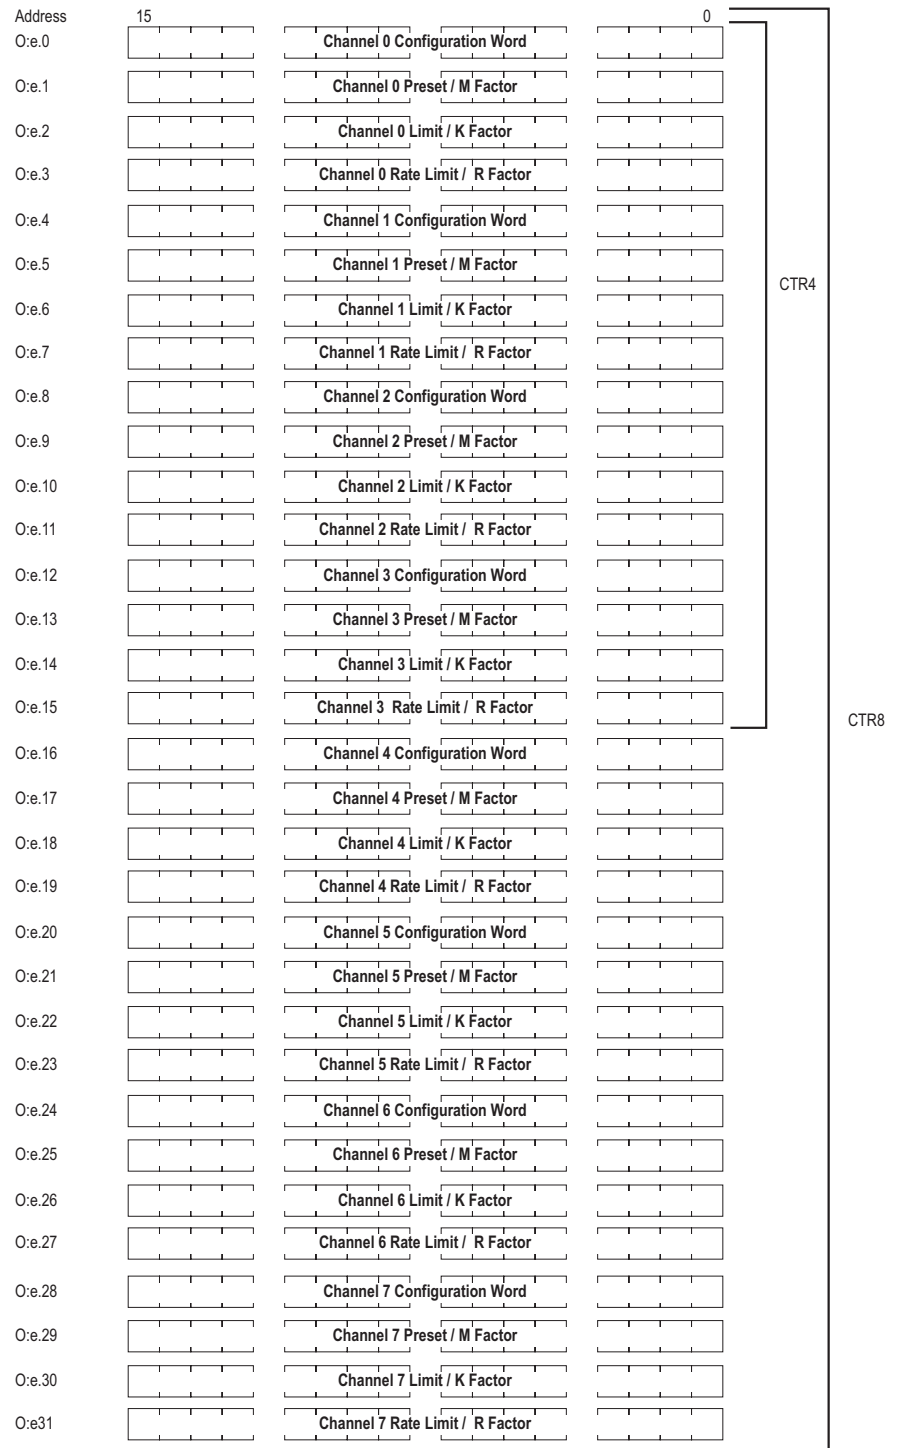 Address 15 0
O:e.0 Channel 0 Configuration Word
O:e.1 Channel 0 Preset / M Factor
O:e.2 Channel 0 Limit / K Factor
O:e.3 Channel 0 Rate Limit / R Factor
O:e.4 Channel 1 Configuration Word
O:e.5 Channel 1 Preset / M Factor
CTR4
O:e.6 Channel 1 Limit / K Factor
O:e.7 Channel 1 Rate Limit / R Factor
O:e.8 Channel 2 Configuration Word
O:e.9 Channel 2 Preset / M Factor
O:e.10 Channel 2 Limit / K Factor
O:e.11 Channel 2 Rate Limit / R Factor
O:e.12 Channel 3 Configuration Word
O:e.13 Channel 3 Preset / M Factor
O:e.14 Channel 3 Limit / K Factor
O:e.15 Channel 3 Rate Limit / R Factor
CTR8
O:e.16 Channel 4 Configuration Word
O:e.17 Channel 4 Preset / M Factor
O:e.18 Channel 4 Limit / K Factor
O:e.19 Channel 4 Rate Limit / R Factor
O:e.20 Channel 5 Configuration Word
O:e.21 Channel 5 Preset / M Factor
O:e.22 Channel 5 Limit / K Factor
O:e.23 Channel 5 Rate Limit / R Factor
O:e.24 Channel 6 Configuration Word
O:e.25 Channel 6 Preset / M Factor
O:e.26 Channel 6 Limit / K Factor
O:e.27 Channel 6 Rate Limit / R Factor
O:e.28 Channel 7 Configuration Word
O:e.29 Channel 7 Preset / M Factor
O:e.30 Channel 7 Limit / K Factor
O:e31 Channel 7 Rate Limit / R Factor